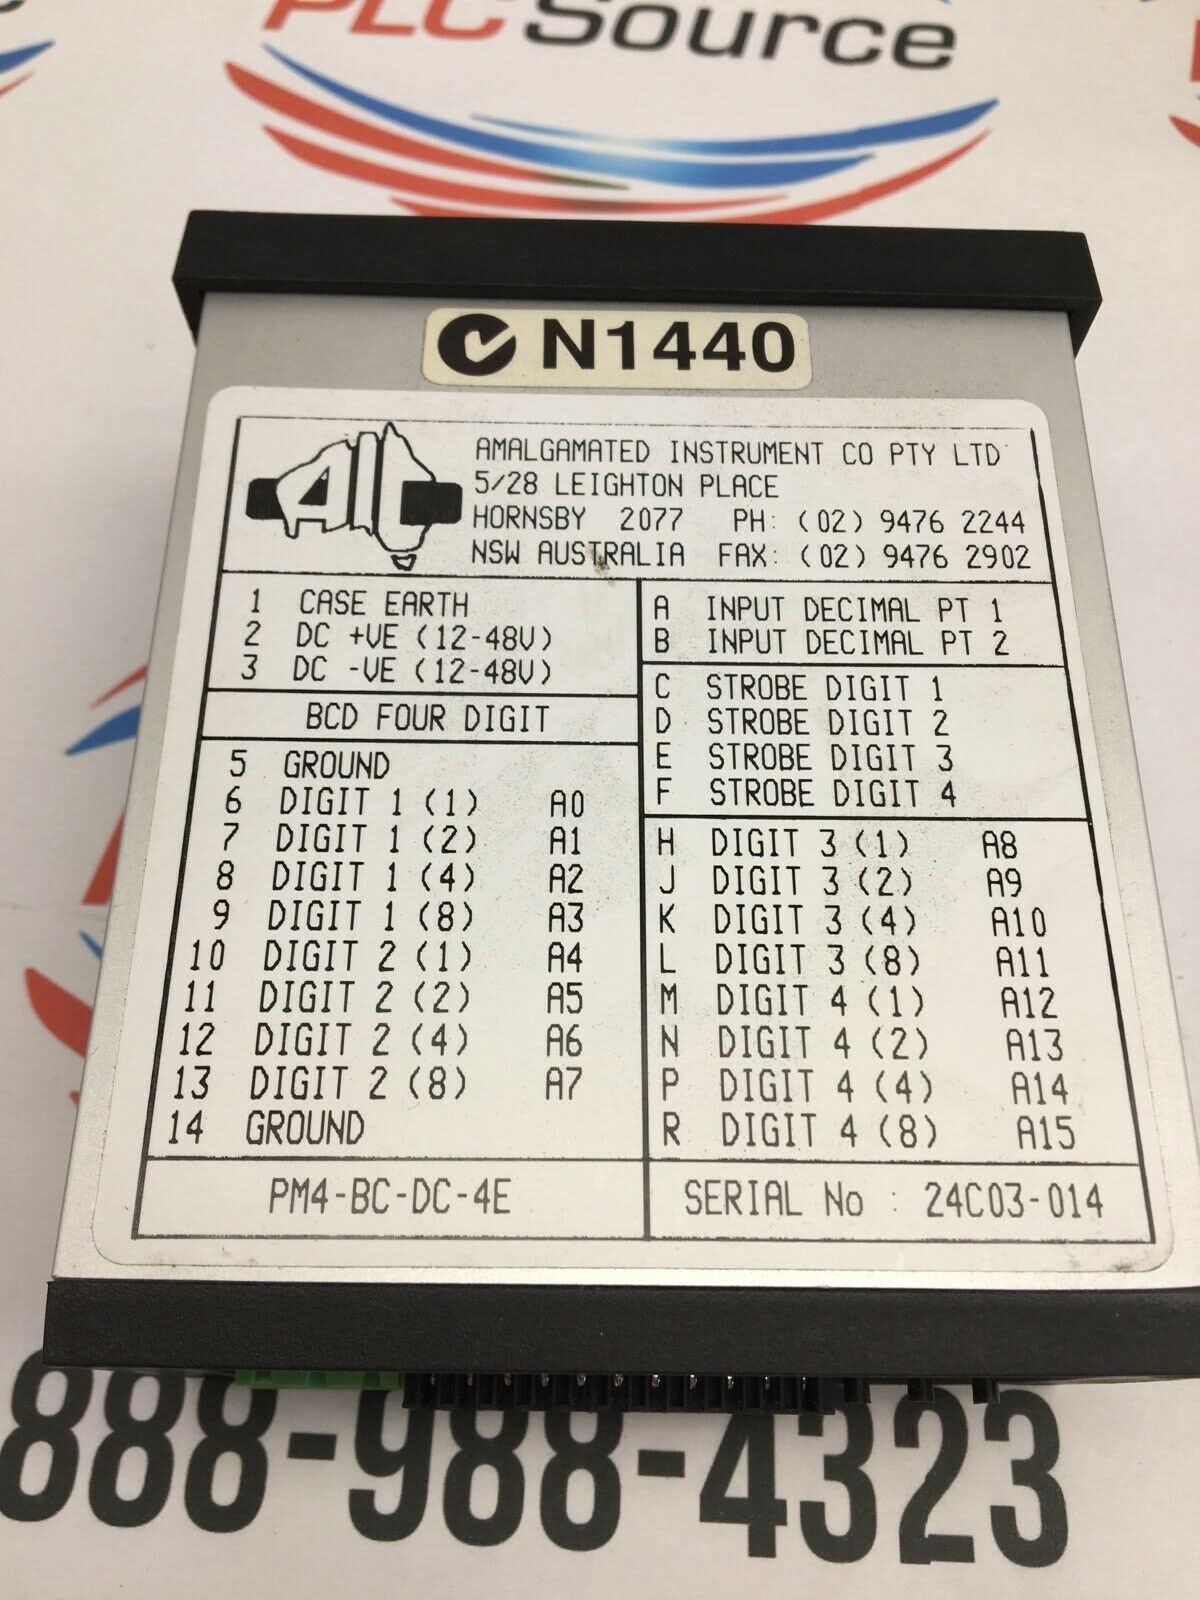 PLC Source
N1440
AIC
AMALGAMATED INSTRUMENT CO PTY LTD
5/28 LEIGHTON PLACE
HORNSBY 2077 PH: (02) 9476 2244
NSW AUSTRALIA FAX: (02) 9476 2902
1 CASE EARTH
2 DC +VE (12-48V)
3 DC -VE (12-48V)
BCD FOUR DIGIT
5 GROUND
6 DIGIT 1 (1) A0
7 DIGIT 1 (2) A1
8 DIGIT 1 (4) A2
9 DIGIT 1 (8) A3
10 DIGIT 2 (1) A4
11 DIGIT 2 (2) A5
12 DIGIT 2 (4) A6
13 DIGIT 2 (8) A7
14 GROUND
A INPUT DECIMAL PT 1
B INPUT DECIMAL PT 2
C STROBE DIGIT 1
D STROBE DIGIT 2
E STROBE DIGIT 3
F STROBE DIGIT 4
H DIGIT 3 (1) A8
J DIGIT 3 (2) A9
K DIGIT 3 (4) A10
L DIGIT 3 (8) A11
M DIGIT 4 (1) A12
N DIGIT 4 (2) A13
P DIGIT 4 (4) A14
R DIGIT 4 (8) A15
PM4-BC-DC-4E
SERIAL No : 24C03-014
888-988-4323